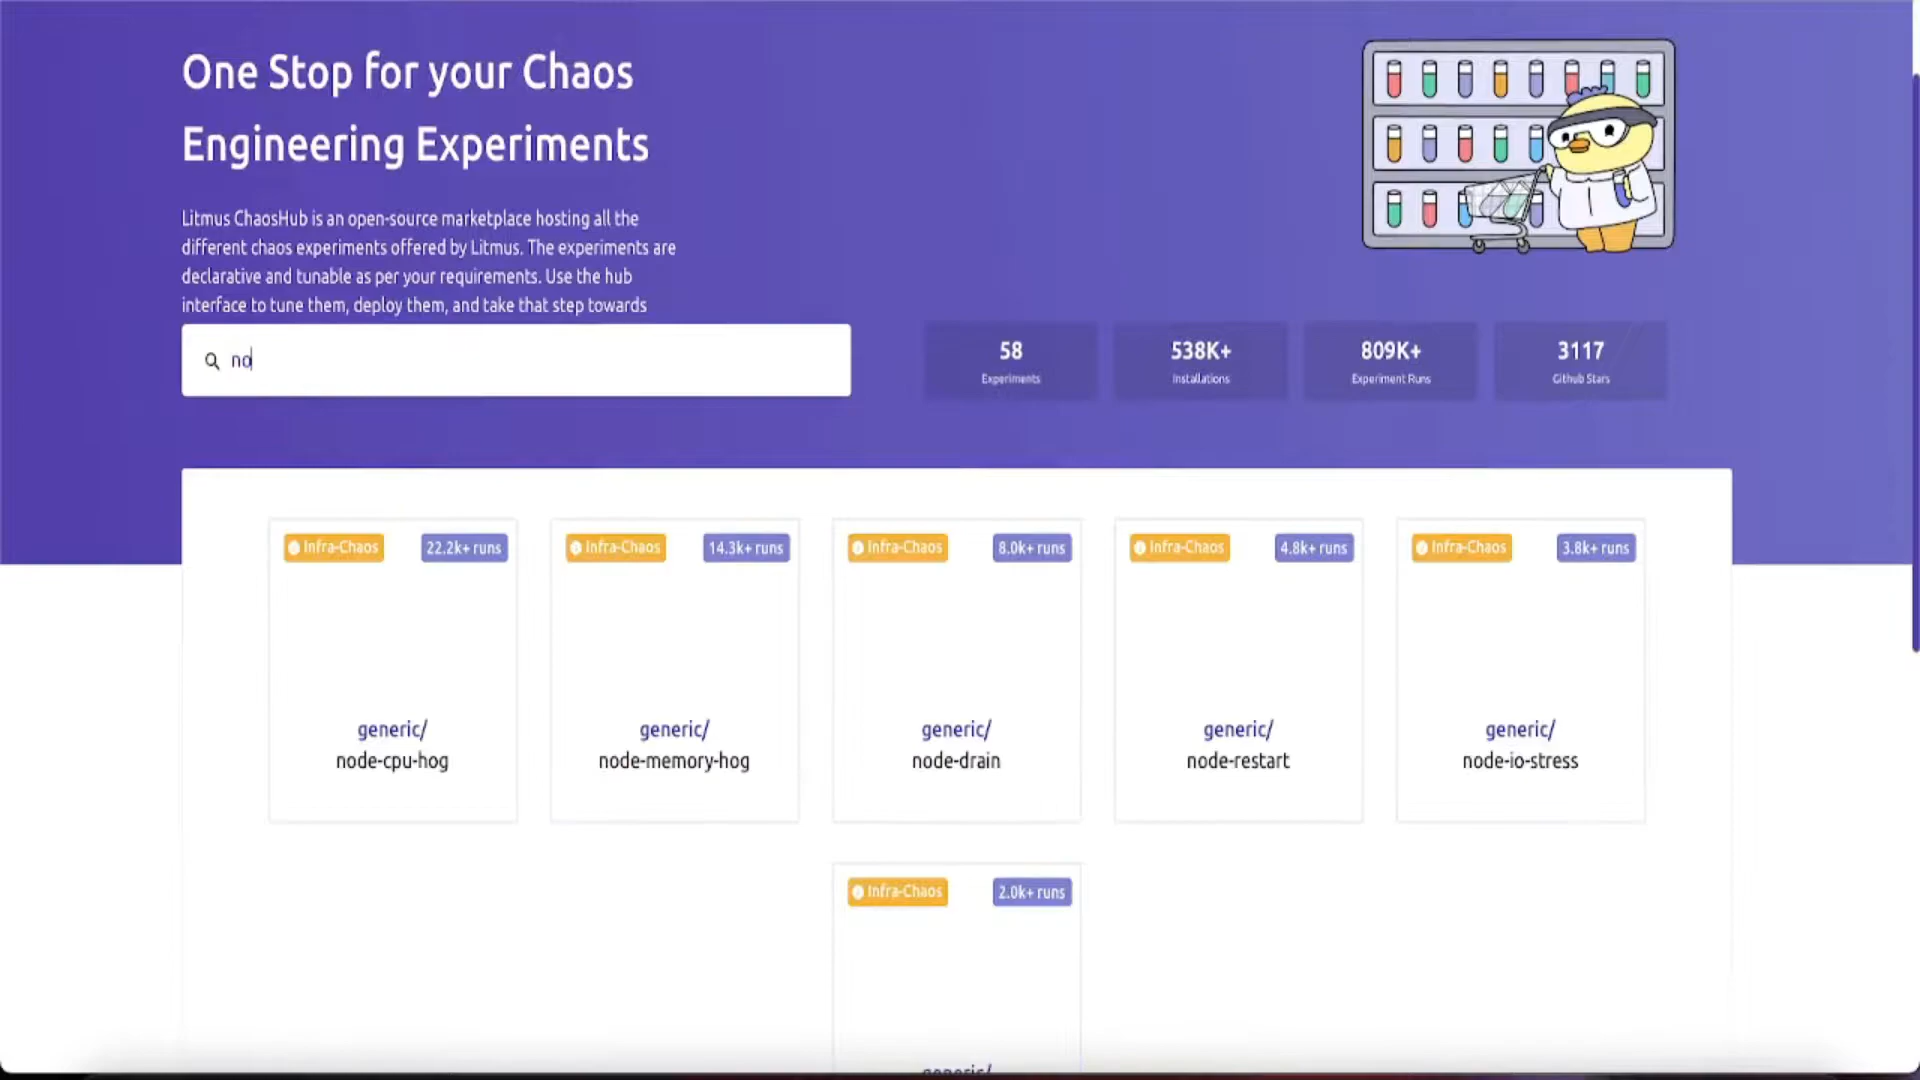 One Stop for your Chaos
Engineering Experiments
Litmus ChaosHub is an open-source marketplace hosting all the
different chaos experiments offered by Litmus. The experiments are
declarative and tunable as per your requirements. Use the hub
interface to tune them, deploy them, and take that step towards
no
58
Experiments
538K+
Installations
809K+
Experiment Runs
3117
Github Stars
Infra-Chaos 22.2k+ runs
generic/
node-cpu-hog
Infra-Chaos 14.3k+ runs
generic/
node-memory-hog
Infra-Chaos 8.0k+ runs
generic/
node-drain
Infra-Chaos 4.8k+ runs
generic/
node-restart
Infra-Chaos 3.8k+ runs
generic/
node-io-stress
Infra-Chaos 2.0k+ runs
generic/